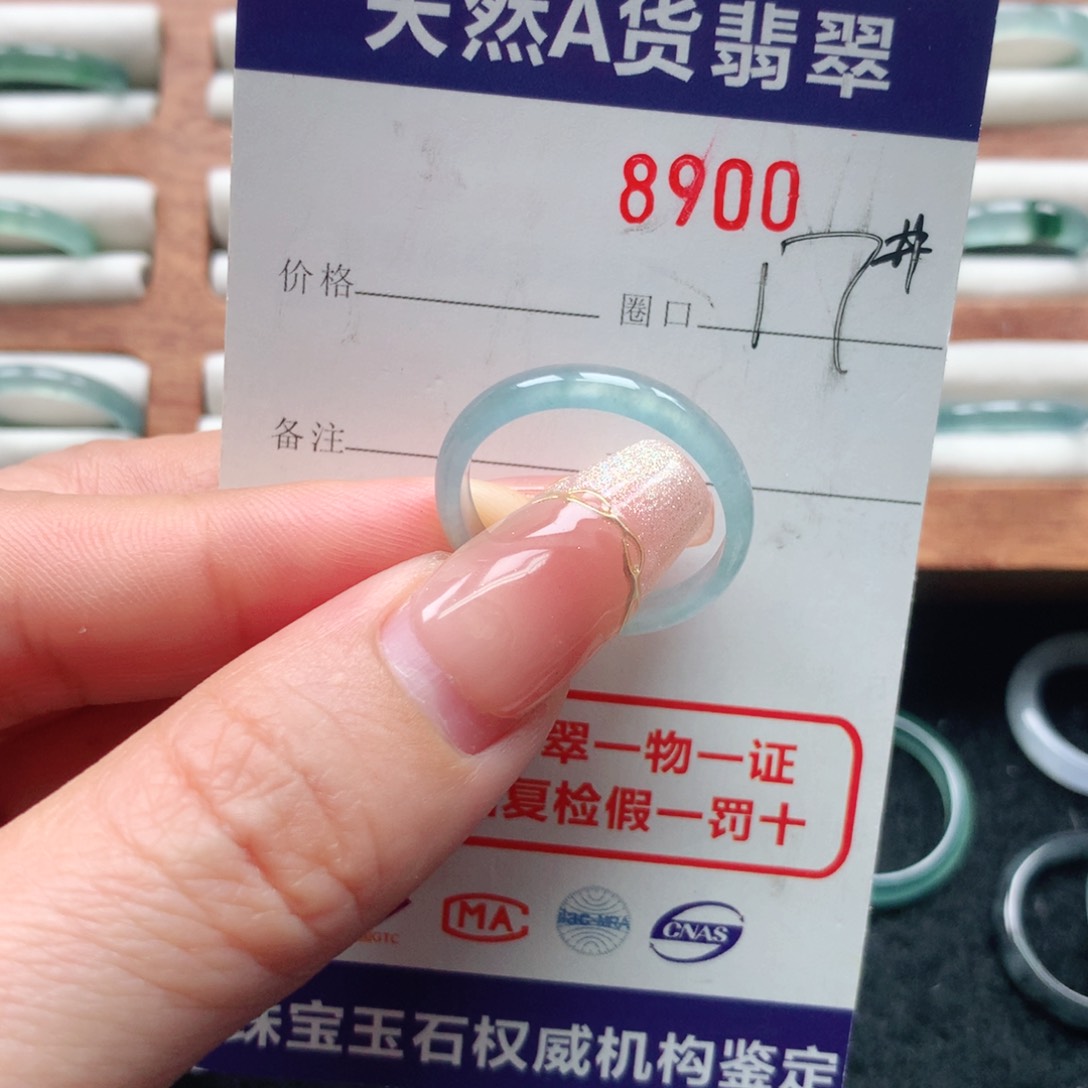 天然A货翡翠
8900
价格 圈口 17#
备注
翠一物一证
复检假一罚十
GTC MA ilac-MRA CNAS
珠宝玉石权威机构鉴定